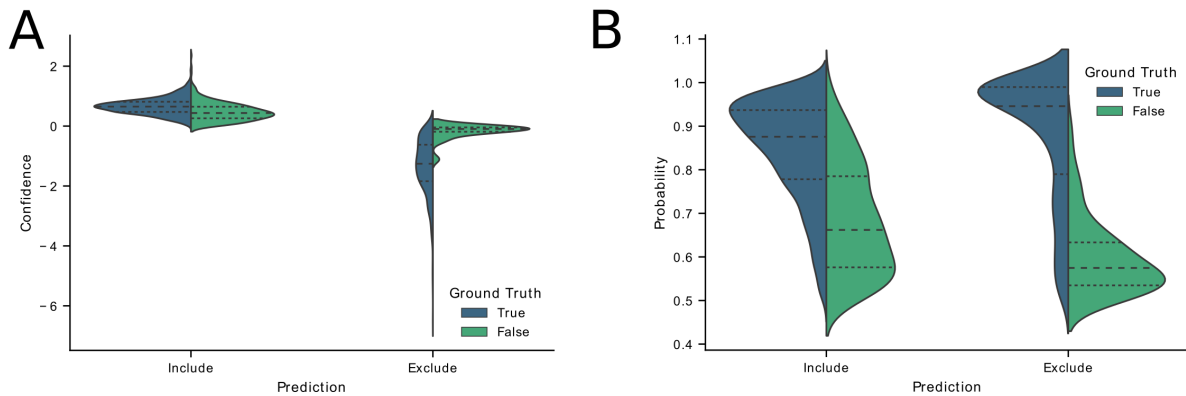 A
Confidence
2
0
−2
−4
−6
Include
Exclude
Prediction
Ground Truth
True
False
B
Probability
1.1
1.0
0.9
0.8
0.7
0.6
0.5
0.4
Include
Exclude
Prediction
Ground Truth
True
False